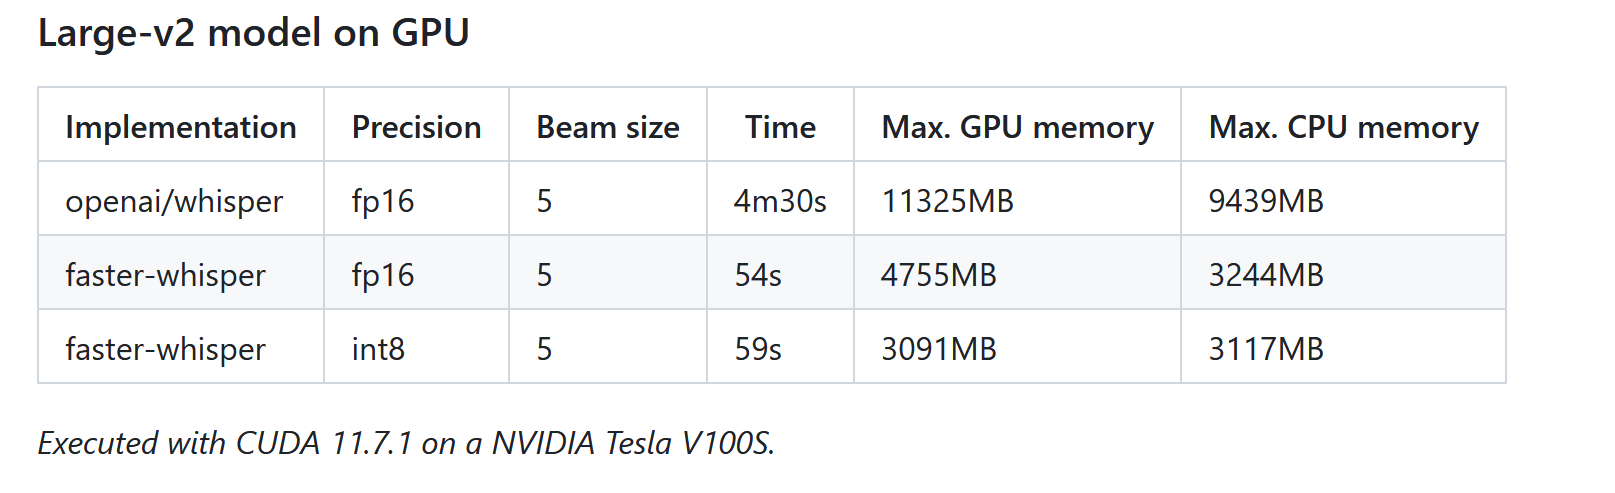 Large-v2 model on GPU
Implementation Precision Beam size Time Max. GPU memory Max. CPU memory
openai/whisper fp16 5 4m30s 11325MB 9439MB
faster-whisper fp16 5 54s 4755MB 3244MB
faster-whisper int8 5 59s 3091MB 3117MB
Executed with CUDA 11.7.1 on a NVIDIA Tesla V100S.